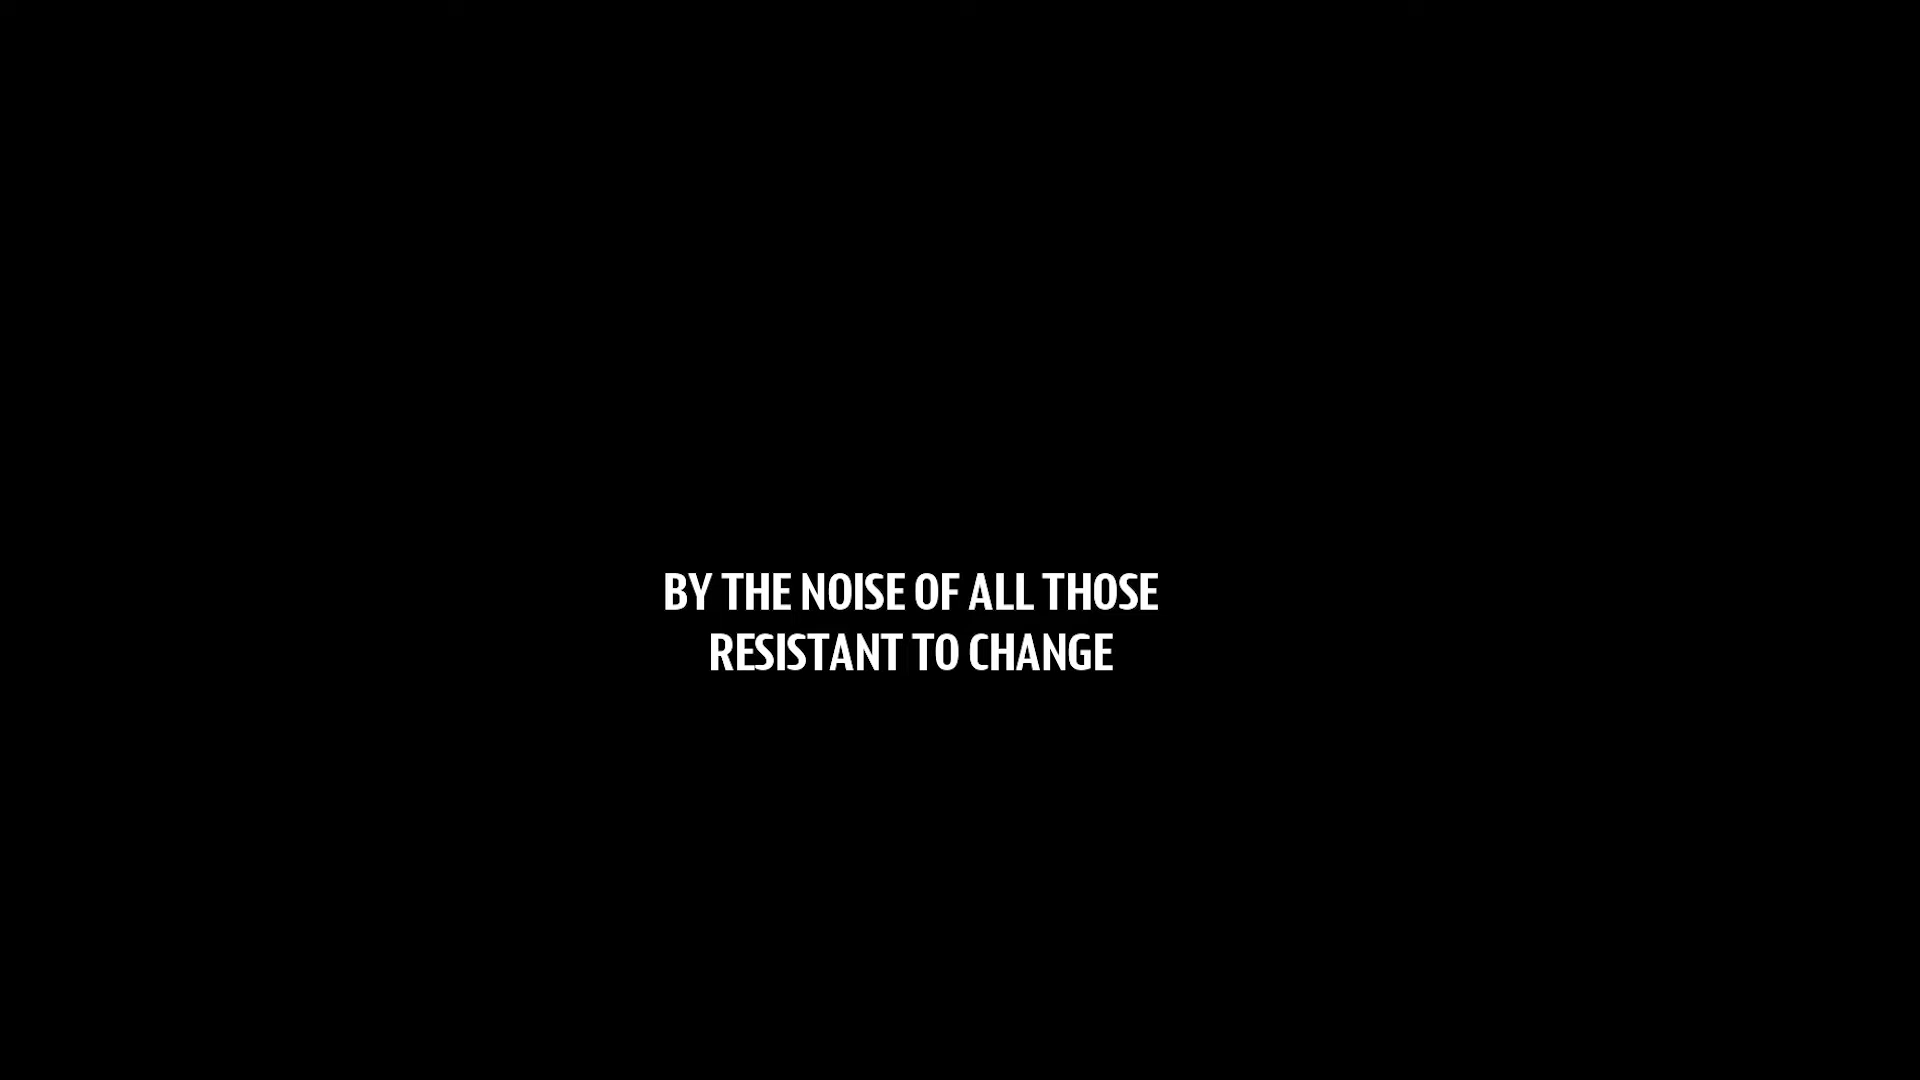 BY THE NOISE OF ALL THOSE
RESISTANT TO CHANGE